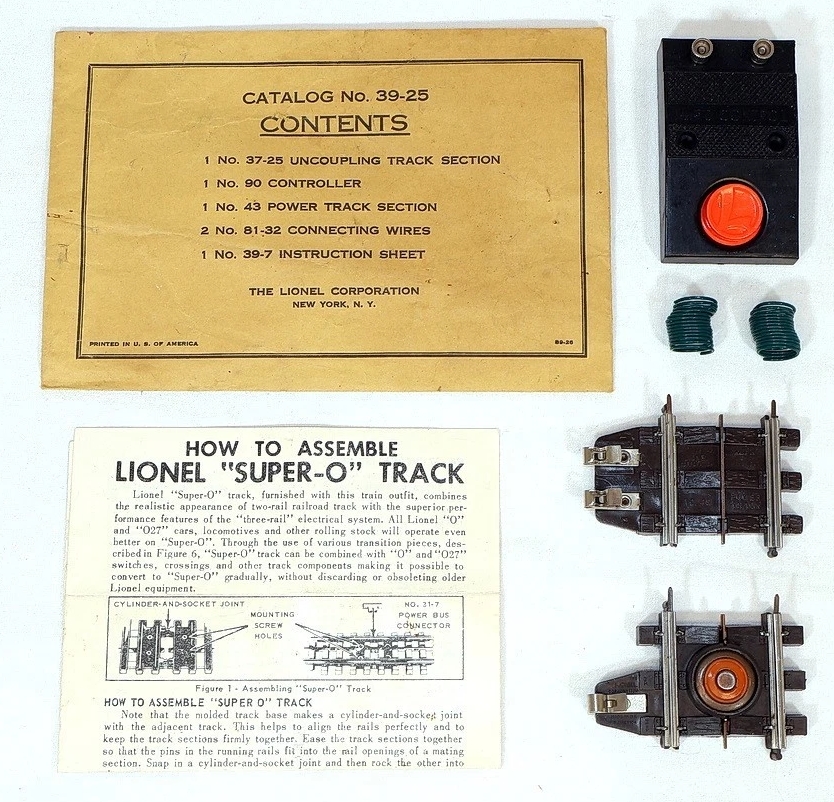 CATALOG No. 39-25
CONTENTS
1 No. 37-25 UNCOUPLING TRACK SECTION
1 No. 90 CONTROLLER
1 No. 43 POWER TRACK SECTION
2 No. 81-32 CONNECTING WIRES
1 No. 39-7 INSTRUCTION SHEET
THE LIONEL CORPORATION
NEW YORK, N. Y.
PRINTED IN U. S. OF AMERICA
39-26
L
HOW TO ASSEMBLE
LIONEL "SUPER-O" TRACK
Lionel "Super-O" track, furnished with this train outfit, combines
the realistic appearance of two-rail railroad track with the superior per-
formance features of the "three-rail" electrical system. All Lionel "O"
and "O27" cars, locomotives and other rolling stock will operate even
better on "Super-O". Through the use of various transition pieces, des-
cribed in Figure 6, "Super-O" track can be combined with "O" and "O27"
switches, crossings and other track components making it possible to
convert to "Super-O" gradually, without discarding or obsoleting older
Lionel equipment.
CYLINDER-AND-SOCKET JOINT
MOUNTING
SCREW
HOLES
NO. 31-7
POWER BUS
CONNECTOR
Figure 1 - Assembling "Super-O" Track
HOW TO ASSEMBLE "SUPER O" TRACK
Note that the molded track base makes a cylinder-and-socket joint
with the adjacent track. This helps to align the rails perfectly and to
keep the track sections firmly together. Ease the track sections together
so that the pins in the running rails fit into the rail openings of a mating
section. Snap in a cylinder-and-socket joint and then rock the other into